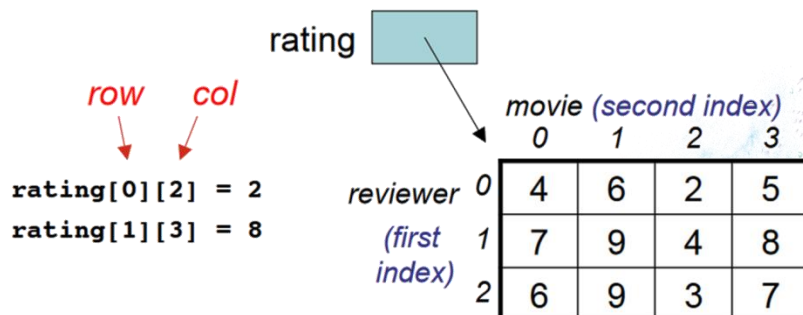 rating
row col
movie (second index)
0 1 2 3
rating[0][2] = 2
reviewer 0 4 6 2 5
rating[1][3] = 8
(first index) 1 7 9 4 8
2 6 9 3 7